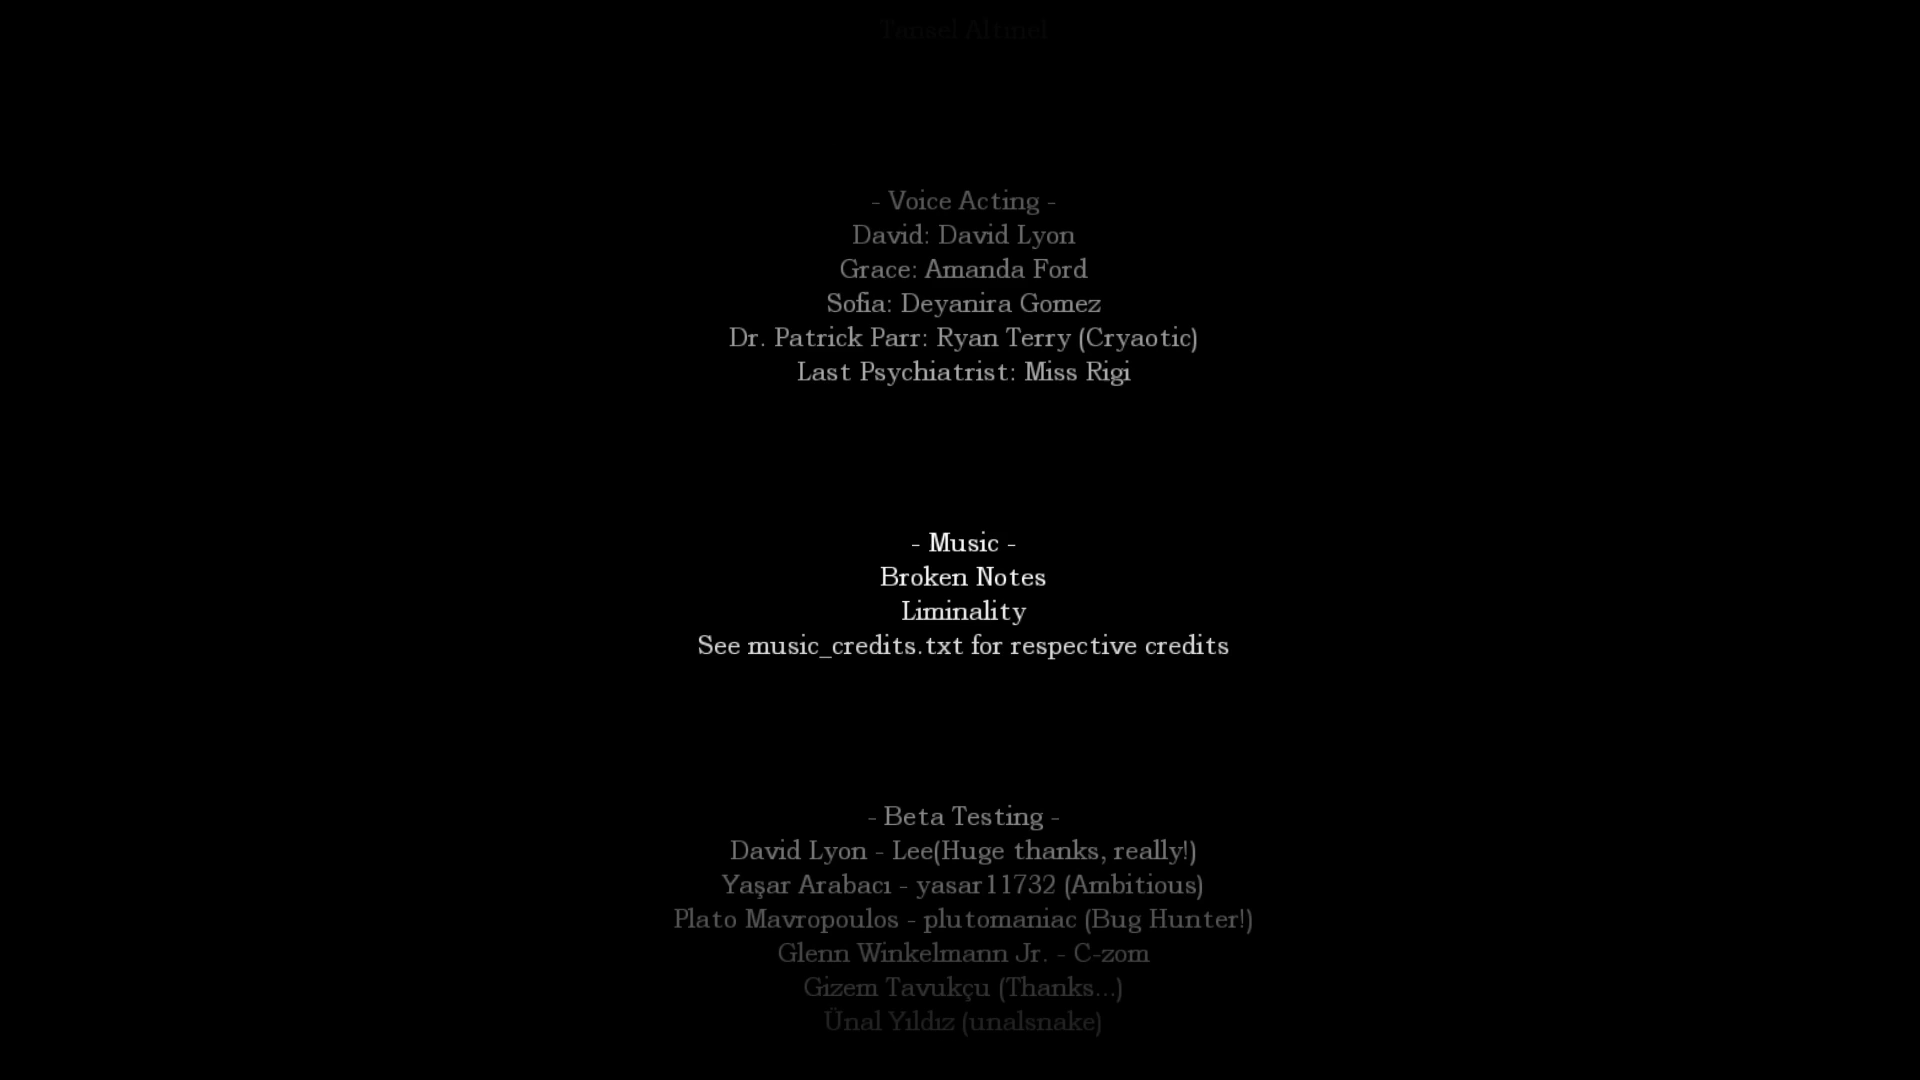 Tansel Altınel
- Voice Acting -
David: David Lyon
Grace: Amanda Ford
Sofia: Deyanira Gomez
Dr. Patrick Parr: Ryan Terry (Cryaotic)
Last Psychiatrist: Miss Rigi
- Music -
Broken Notes
Liminality
See music_credits.txt for respective credits
- Beta Testing -
David Lyon - Lee(Huge thanks, really!)
Yaşar Arabacı - yasar11732 (Ambitious)
Plato Mavropoulos - plutomaniac (Bug Hunter!)
Glenn Winkelmann Jr. - C-zom
Gizem Tavukçu (Thanks...)
Ünal Yıldız (unalsnake)